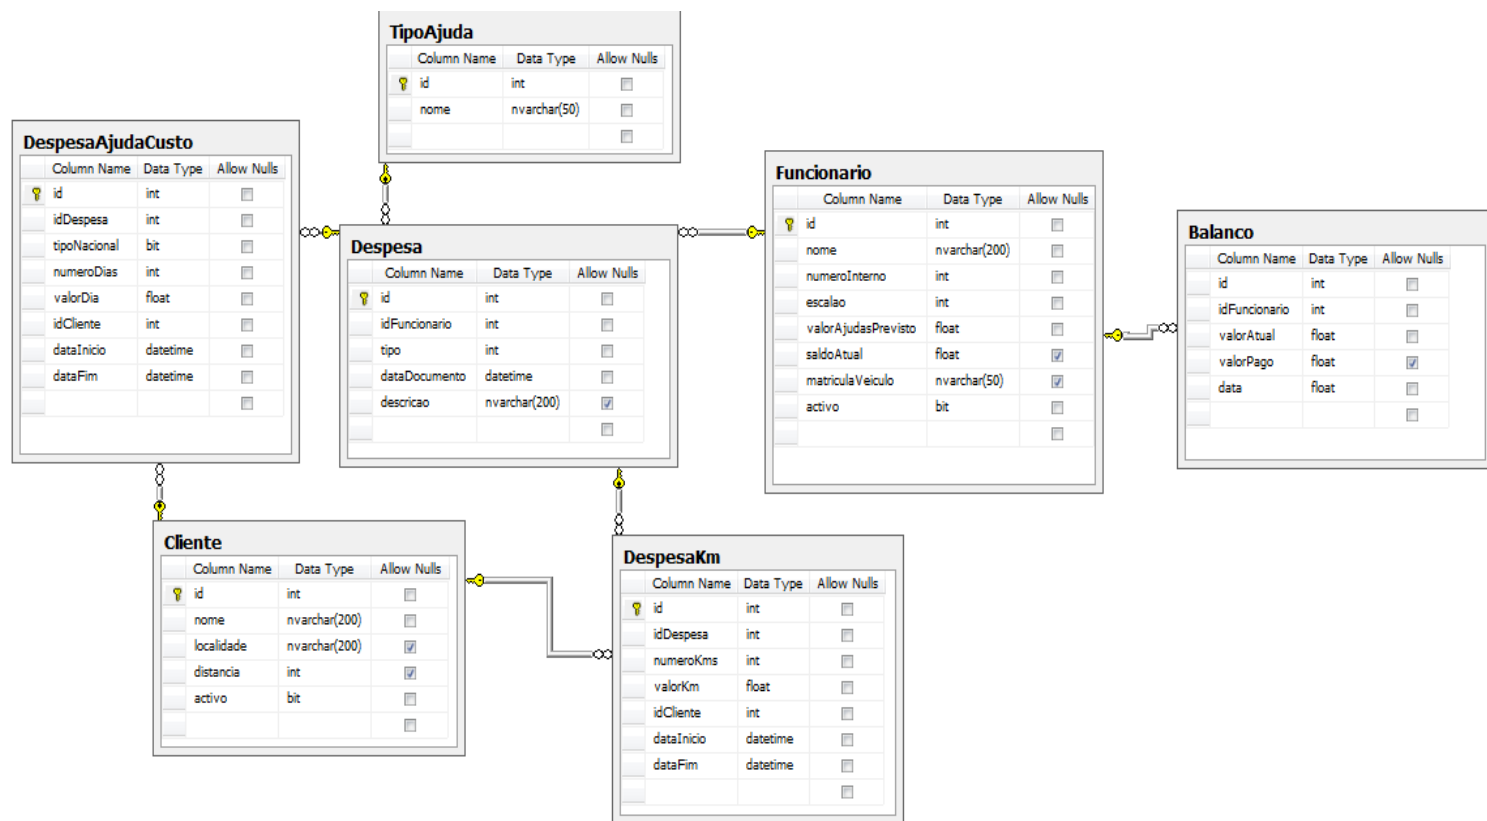 TipoAjuda
Column Name Data Type Allow Nulls
id int
nome nvarchar(50)
DespesaAjudaCusto
Column Name Data Type Allow Nulls
id int
idDespesa int
tipoNacional bit
numeroDias int
valorDia float
idCliente int
dataInicio datetime
dataFim datetime
Despesa
Column Name Data Type Allow Nulls
id int
idFuncionario int
tipo int
dataDocumento datetime
descricao nvarchar(200)
Funcionario
Column Name Data Type Allow Nulls
id int
nome nvarchar(200)
numeroInterno int
escalao int
valorAjudasPrevisto float
saldoAtual float
matriculaVeiculo nvarchar(50)
activo bit
Balanco
Column Name Data Type Allow Nulls
id int
idFuncionario int
valorAtual float
valorPago float
data float
Cliente
Column Name Data Type Allow Nulls
id int
nome nvarchar(200)
localidade nvarchar(200)
distancia int
activo bit
DespesaKm
Column Name Data Type Allow Nulls
id int
idDespesa int
numeroKms int
valorKm float
idCliente int
dataInicio datetime
dataFim datetime